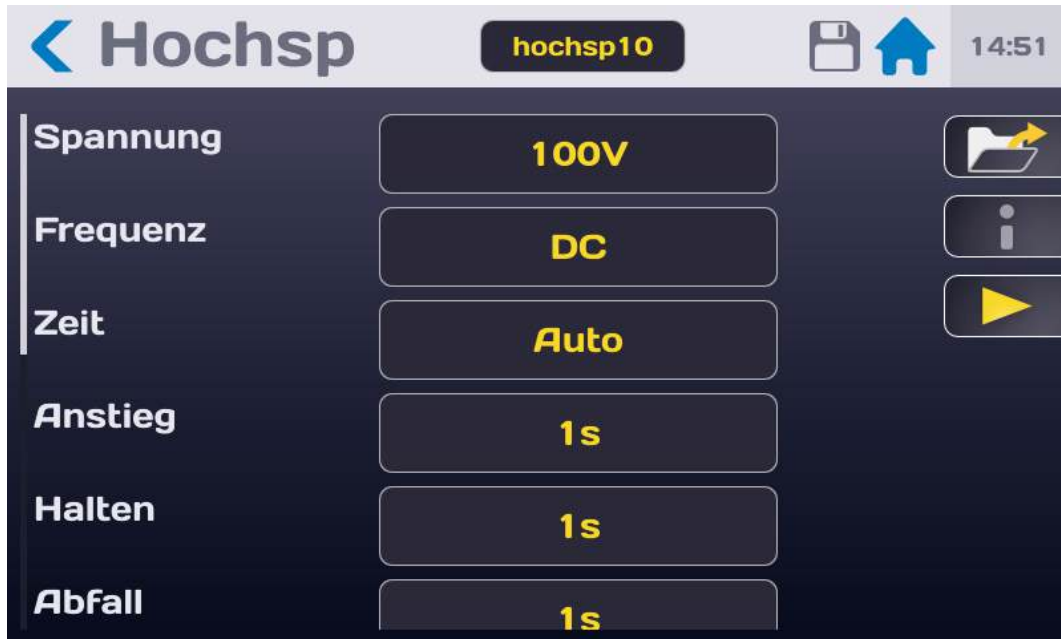 Hochsp
hochsp10
14:51
Spannung
100V
Frequenz
DC
Zeit
Auto
Anstieg
1s
Halten
1s
Abfall
1s